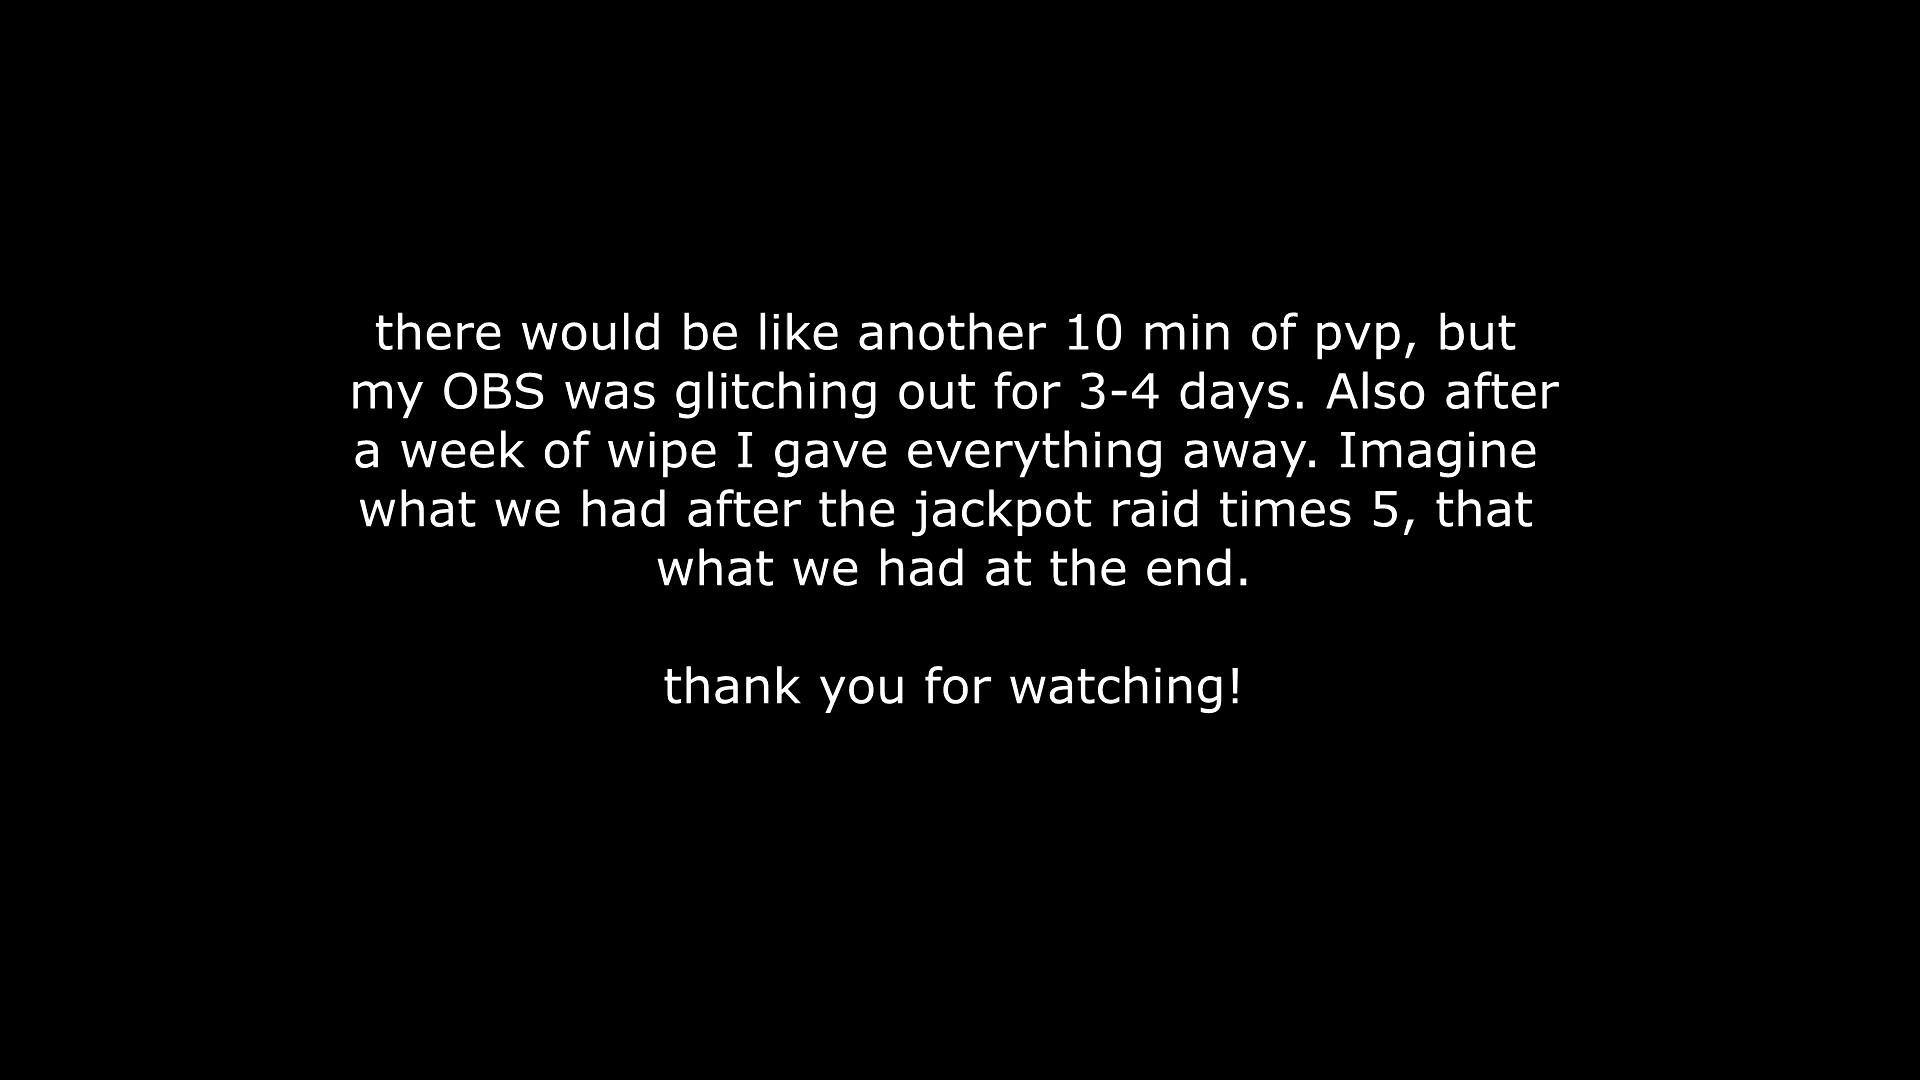 there would be like another 10 min of pvp, but
my OBS was glitching out for 3-4 days. Also after
a week of wipe I gave everything away. Imagine
what we had after the jackpot raid times 5, that
what we had at the end.
thank you for watching!